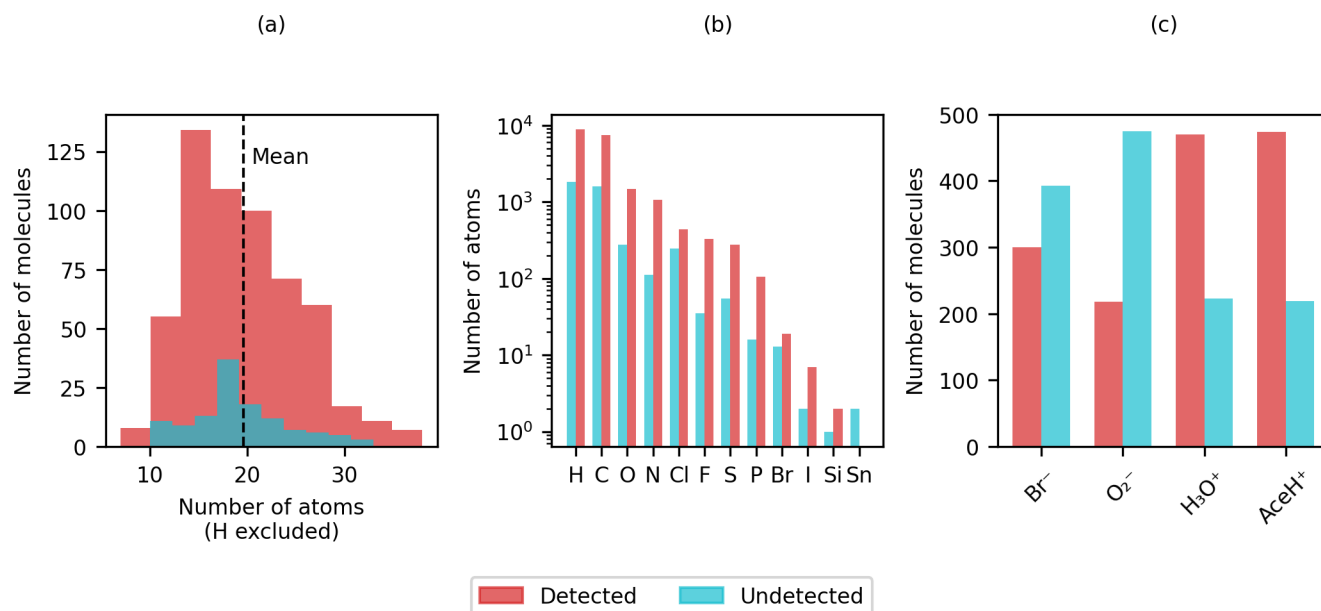 (a)
(b)
(c)
Number of molecules
125
100
75
50
25
0
Mean
10
20
30
Number of atoms
(H excluded)
Number of atoms
10⁴
10³
10²
10¹
10⁰
H
C
O
N
Cl
F
S
P
Br
I
Si
Sn
Number of molecules
500
400
300
200
100
0
Br⁻
O₂⁻
H₃O⁺
AceH⁺
Detected
Undetected